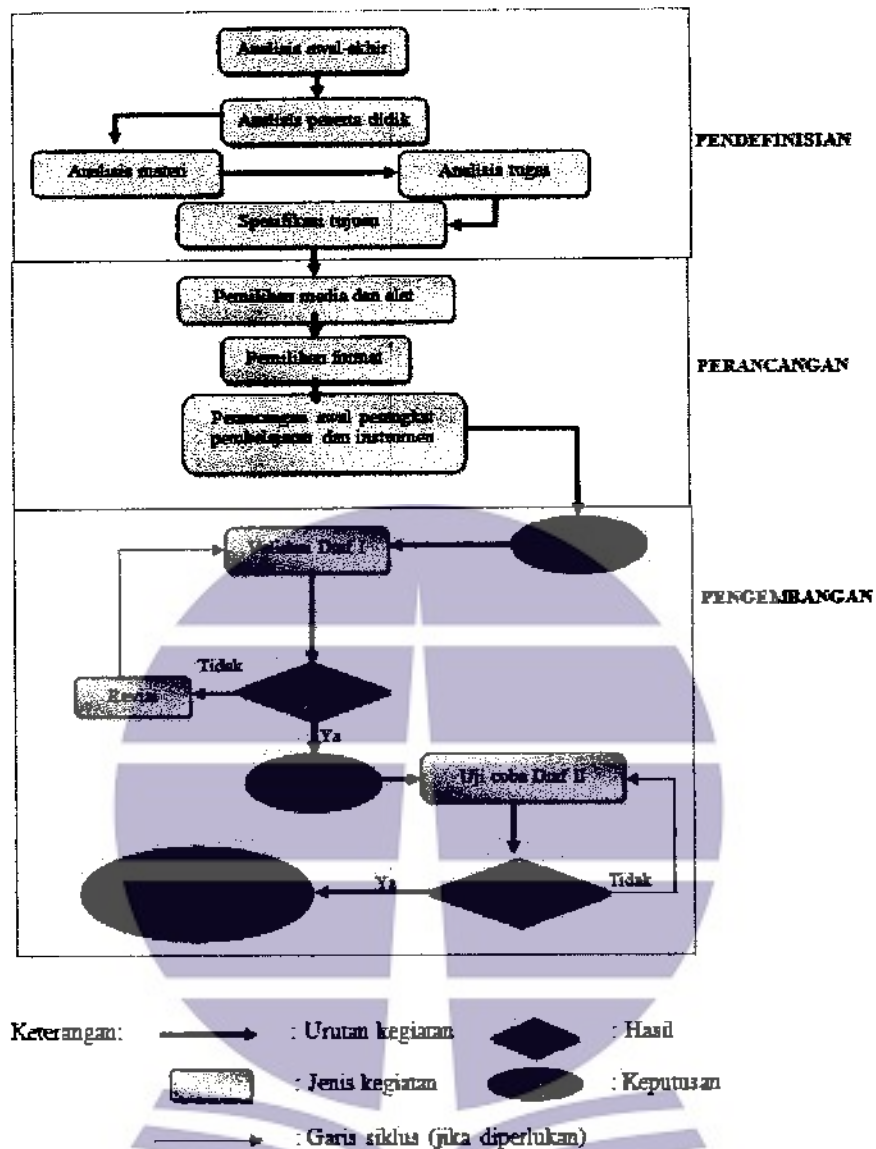 Analisis awal-akhir
Analisis peserta didik
PENDEFINISIAN
Analisis materi
Analisis tugas
Spesifikasi tujuan
Pemilihan media dan alat
Pemilihan format
PERANCANGAN
Perancangan awal perangkat
pembelajaran dan instrumen
Draf I
PENGEMBANGAN
Tidak
Revisi
Ya
Uji coba Draf II
Ya
Tidak
Keterangan:
: Urutan kegiatan
: Hasil
: Jenis kegiatan
: Keputusan
: Garis siklus (jika diperlukan)